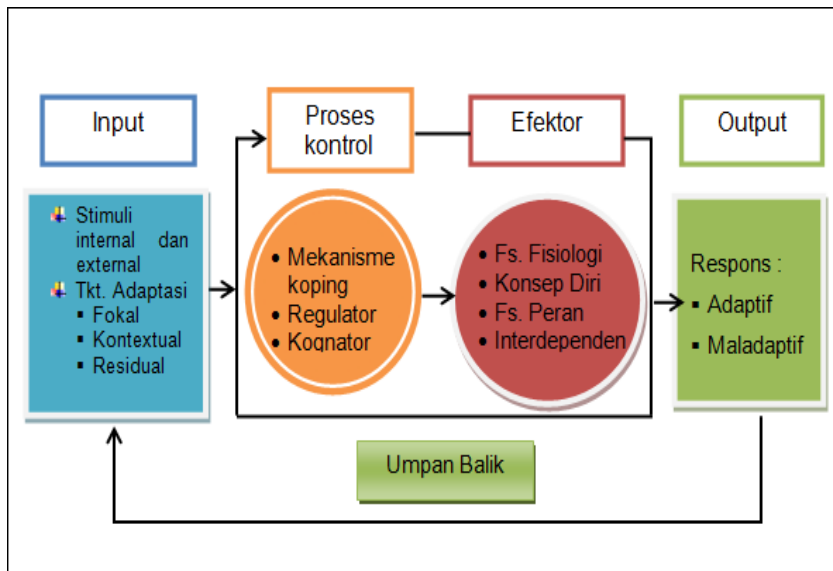 Input
Proses
kontrol
Efektor
Output
Stimuli
internal dan
external
Tkt. Adaptasi
▪ Fokal
▪ Kontextual
▪ Residual
• Mekanisme
koping
• Regulator
• Kognator
• Fs. Fisiologi
• Konsep Diri
• Fs. Peran
• Interdependen
Respons :
▪ Adaptif
▪ Maladaptif
Umpan Balik